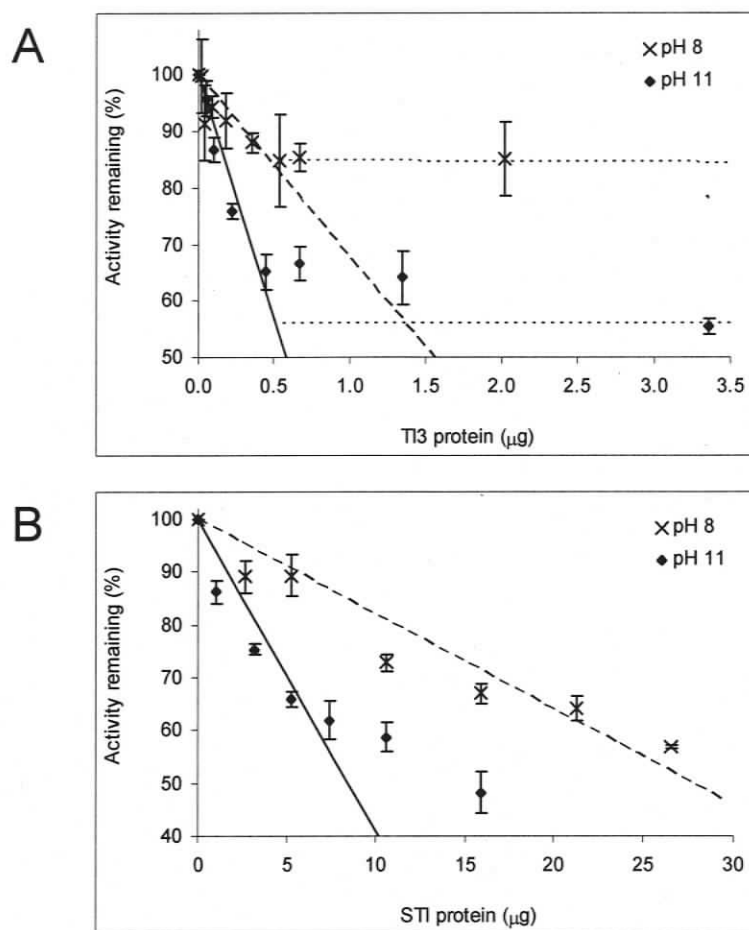 A
pH 8
pH 11
Activity remaining (%)
100
90
80
70
60
50
0.0 0.5 1.0 1.5 2.0 2.5 3.0 3.5
TI3 protein (μg)
B
pH 8
pH 11
Activity remaining (%)
100
90
80
70
60
50
40
0 5 10 15 20 25 30
STI protein (μg)